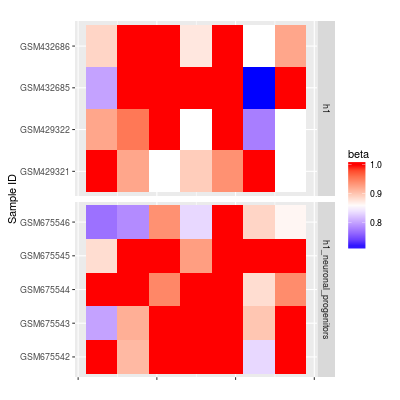 GSM432686
GSM432685
GSM429322
GSM429321
h1
GSM675546
GSM675545
GSM675544
GSM675543
GSM675542
h1_neuronal_progenitors
Sample ID
beta
1.0
0.9
0.8